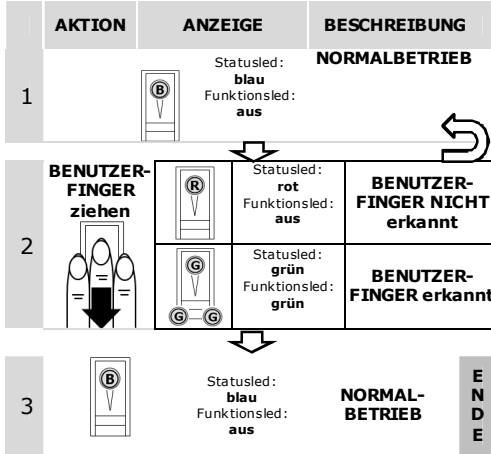 AKTION ANZEIGE BESCHREIBUNG
1
B
Statusled:
blau
Funktionsled:
aus
NORMALBETRIEB
2
BENUTZER-
FINGER
ziehen
R
Statusled:
rot
Funktionsled:
aus
BENUTZER-
FINGER NICHT
erkannt
G
G G
Statusled:
grün
Funktionsled:
grün
BENUTZER-
FINGER erkannt
3
B
Statusled:
blau
Funktionsled:
aus
NORMAL-
BETRIEB
E
N
D
E